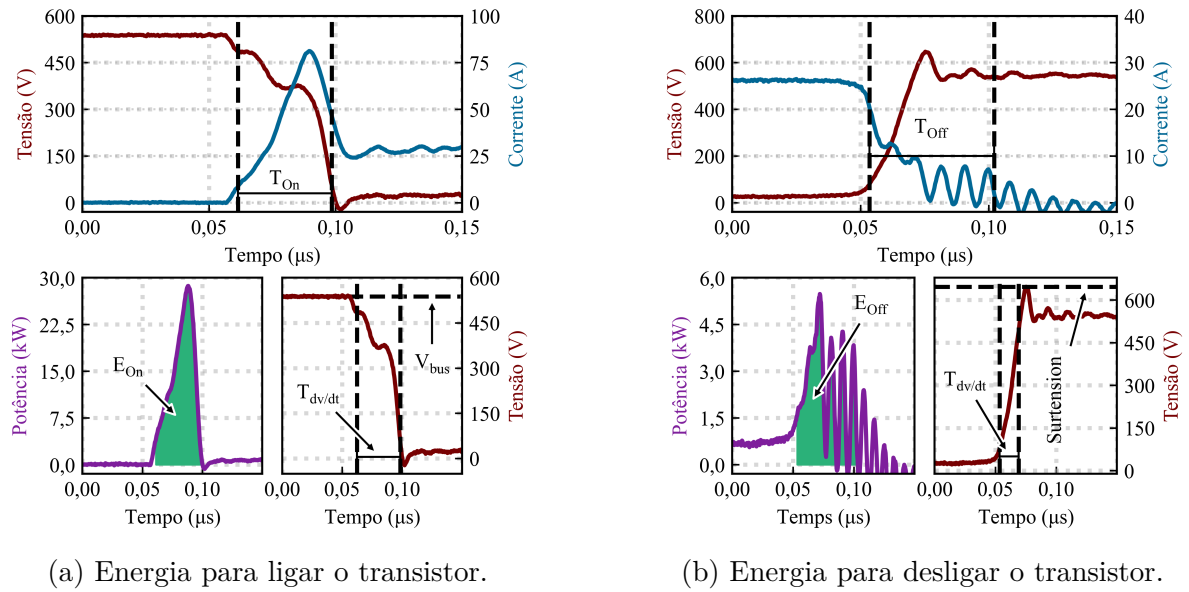 600
450
300
150
0
Tensão (V)
100
75
50
25
0
Corrente (A)
T_On
0,00
0,05
0,10
0,15
Tempo (μs)
800
600
400
200
0
Tensão (V)
40
30
20
10
0
Corrente (A)
T_Off
0,00
0,05
0,10
0,15
Tempo (μs)
30,0
22,5
15,0
7,5
0,0
Potência (kW)
E_On
0,00
0,05
0,10
Tempo (μs)
600
450
300
150
0
Tensão (V)
V_bus
T_dv/dt
0,00
0,05
0,10
Tempo (μs)
6,0
4,5
3,0
1,5
0,0
Potência (kW)
E_Off
0,00
0,05
0,10
Temps (μs)
600
450
300
150
0
Tensão (V)
T_dv/dt
Surtension
0,00
0,05
0,10
Tempo (μs)
(a) Energia para ligar o transistor.
(b) Energia para desligar o transistor.